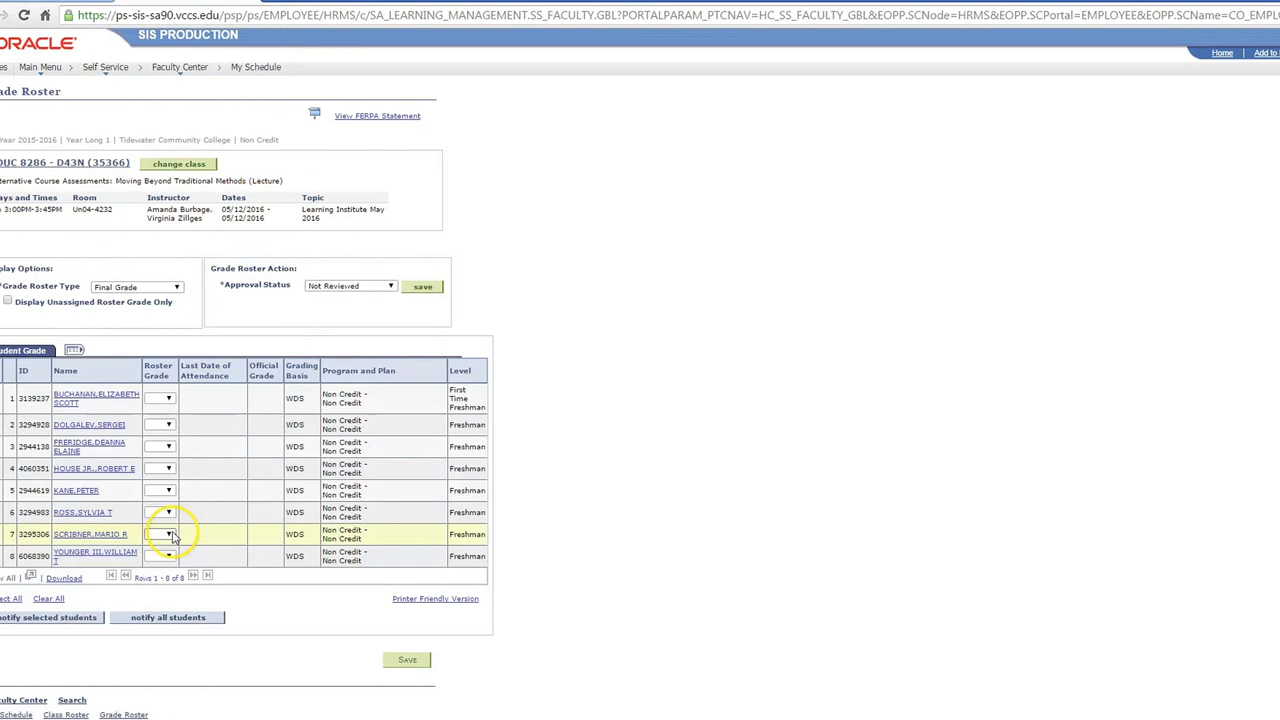 https://ps-sis-sa90.vccs.edu/psp/ps/EMPLOYEE/HRMS/c/SA_LEARNING_MANAGEMENT.SS_FACULTY.GBL?PORTALPARAM_PTCNAV=HC_SS_FACULTY_GBL&EOPP.SCNode=HRMS&EOPP.SCPortal=EMPLOYEE&EOPP.SCName=CO_EMPL
ORACLE SIS PRODUCTION
Home Add to
es Main Menu > Self Service > Faculty Center > My Schedule
ade Roster
View FERPA Statement
Year 2015-2016 | Year Long 1 | Tidewater Community College | Non Credit
DUC 8286 - D43N (35366) change class
ternative Course Assessments: Moving Beyond Traditional Methods (Lecture)
ays and Times Room Instructor Dates Topic
3:00PM-3:45PM Un04-4232 Amanda Burbage, 05/12/2016 - Learning Institute May
Virginia Zillges 05/12/2016 2016
play Options: Grade Roster Action:
*Grade Roster Type Final Grade *Approval Status Not Reviewed save
Display Unassigned Roster Grade Only
udent Grade
ID Name Roster Grade Last Date of Attendance Official Grade Grading Basis Program and Plan Level
1 3139237 BUCHANAN,ELIZABETH SCOTT WDS Non Credit - Non Credit First Time Freshman
2 3294928 DOLGALEV,SERGEI WDS Non Credit - Non Credit Freshman
3 2944138 FRERIDGE,DEANNA ELAINE WDS Non Credit - Non Credit Freshman
4 4060351 HOUSE JR.,ROBERT E WDS Non Credit - Non Credit Freshman
5 2944619 KANE,PETER WDS Non Credit - Non Credit Freshman
6 3294983 ROSS,SYLVIA T WDS Non Credit - Non Credit Freshman
7 3295306 SCRIBNER,MARIO R WDS Non Credit - Non Credit Freshman
8 6068390 YOUNGER III,WILLIAM T WDS Non Credit - Non Credit Freshman
w All | Download Rows 1 - 8 of 8
ect All Clear All Printer Friendly Version
notify selected students notify all students
SAVE
culty Center Search
Schedule Class Roster Grade Roster